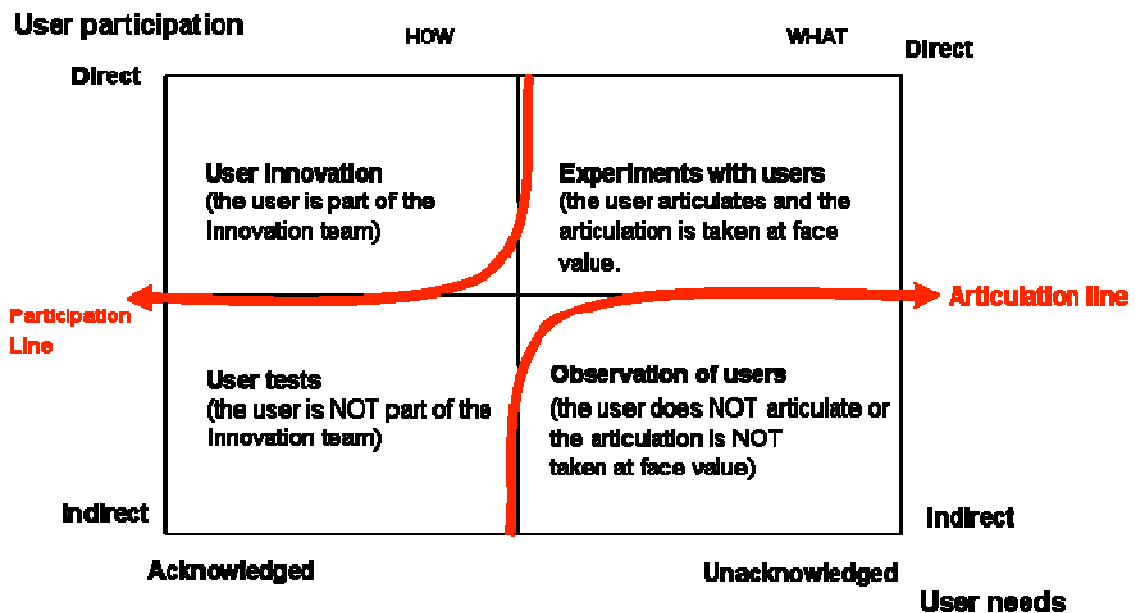 User participation
HOW
WHAT
Direct
Direct
User innovation
(the user is part of the
innovation team)
Experiments with users
(the user articulates and the
articulation is taken at face
value.
Participation
Line
Articulation line
User tests
(the user is NOT part of the
innovation team)
Observation of users
(the user does NOT articulate or
the articulation is NOT
taken at face value)
Indirect
Indirect
Acknowledged
Unacknowledged
User needs